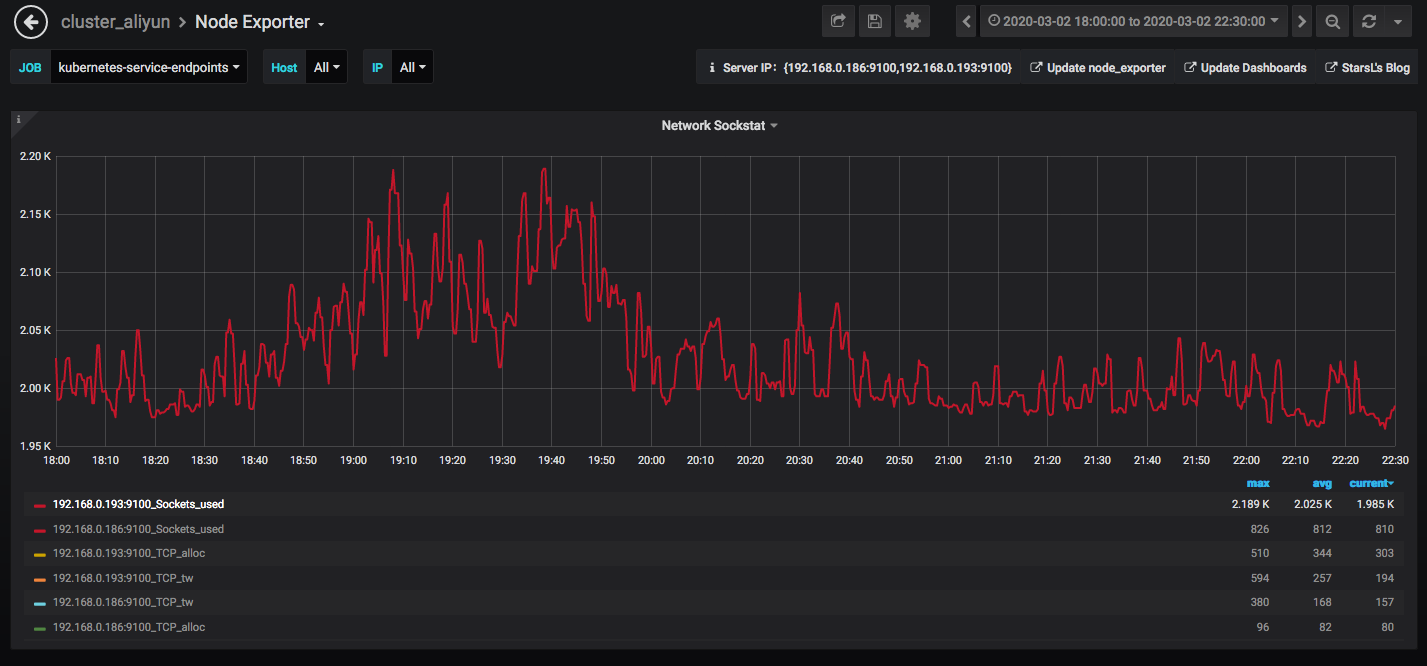 cluster_aliyun > Node Exporter
2020-03-02 18:00:00 to 2020-03-02 22:30:00
JOB kubernetes-service-endpoints Host All IP All
i Server IP：{192.168.0.186:9100,192.168.0.193:9100} Update node_exporter Update Dashboards StarsL's Blog
i
Network Sockstat
2.20 K
2.15 K
2.10 K
2.05 K
2.00 K
1.95 K
18:00 18:10 18:20 18:30 18:40 18:50 19:00 19:10 19:20 19:30 19:40 19:50 20:00 20:10 20:20 20:30 20:40 20:50 21:00 21:10 21:20 21:30 21:40 21:50 22:00 22:10 22:20 22:30
max avg current
192.168.0.193:9100_Sockets_used 2.189 K 2.025 K 1.985 K
192.168.0.186:9100_Sockets_used 826 812 810
192.168.0.193:9100_TCP_alloc 510 344 303
192.168.0.193:9100_TCP_tw 594 257 194
192.168.0.186:9100_TCP_tw 380 168 157
192.168.0.186:9100_TCP_alloc 96 82 80